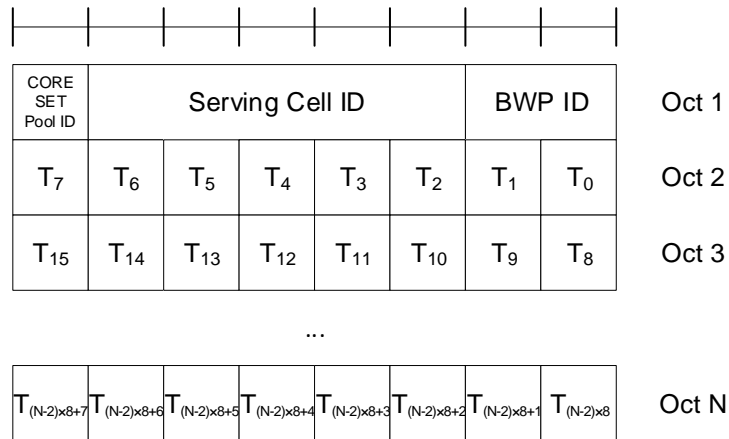 CORE
SET
Pool ID
Serving Cell ID
BWP ID
Oct 1
T7 T6 T5 T4 T3 T2 T1 T0 Oct 2
T15 T14 T13 T12 T11 T10 T9 T8 Oct 3
...
T(N-2)×8+7 T(N-2)×8+6 T(N-2)×8+5 T(N-2)×8+4 T(N-2)×8+3 T(N-2)×8+2 T(N-2)×8+1 T(N-2)×8 Oct N